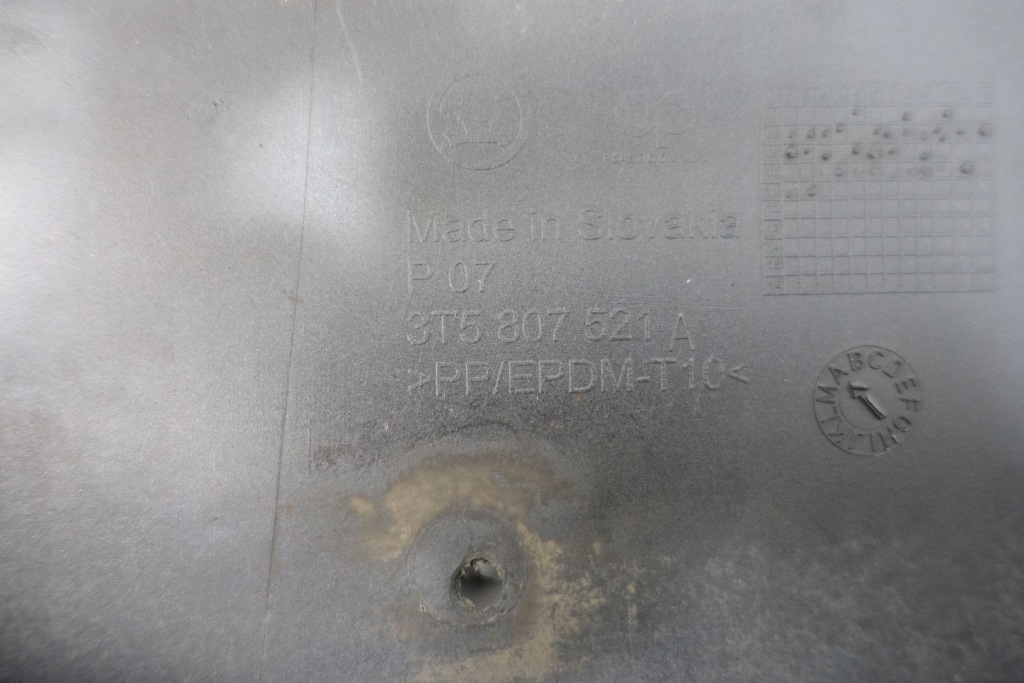 Made in Slovakia
P 07
3T5 807 521 A
>PP/EPDM-T10<
ABCDEFGHIJKLM